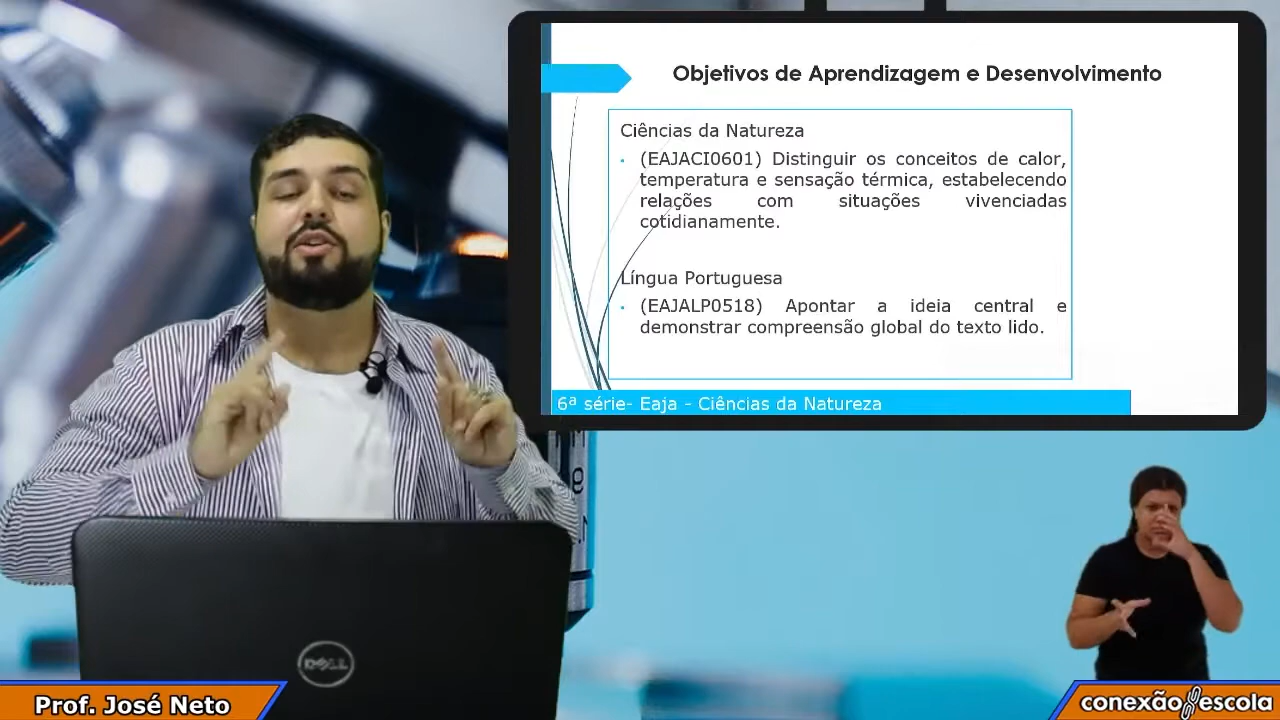 Objetivos de Aprendizagem e Desenvolvimento
Ciências da Natureza
(EAJACI0601) Distinguir os conceitos de calor,
temperatura e sensação térmica, estabelecendo
relações com situações vivenciadas
cotidianamente.
Língua Portuguesa
(EAJALP0518) Apontar a ideia central e
demonstrar compreensão global do texto lido.
6ª série- Eaja - Ciências da Natureza
DELL
Prof. José Neto
conexão escola